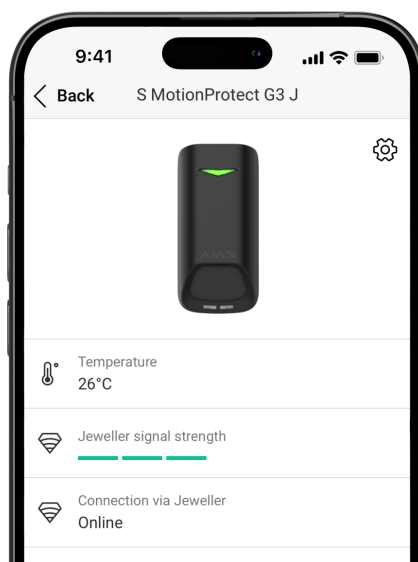 9:41
Back
S MotionProtect G3 J
AJAX
Temperature
26°C
Jeweller signal strength
Connection via Jeweller
Online